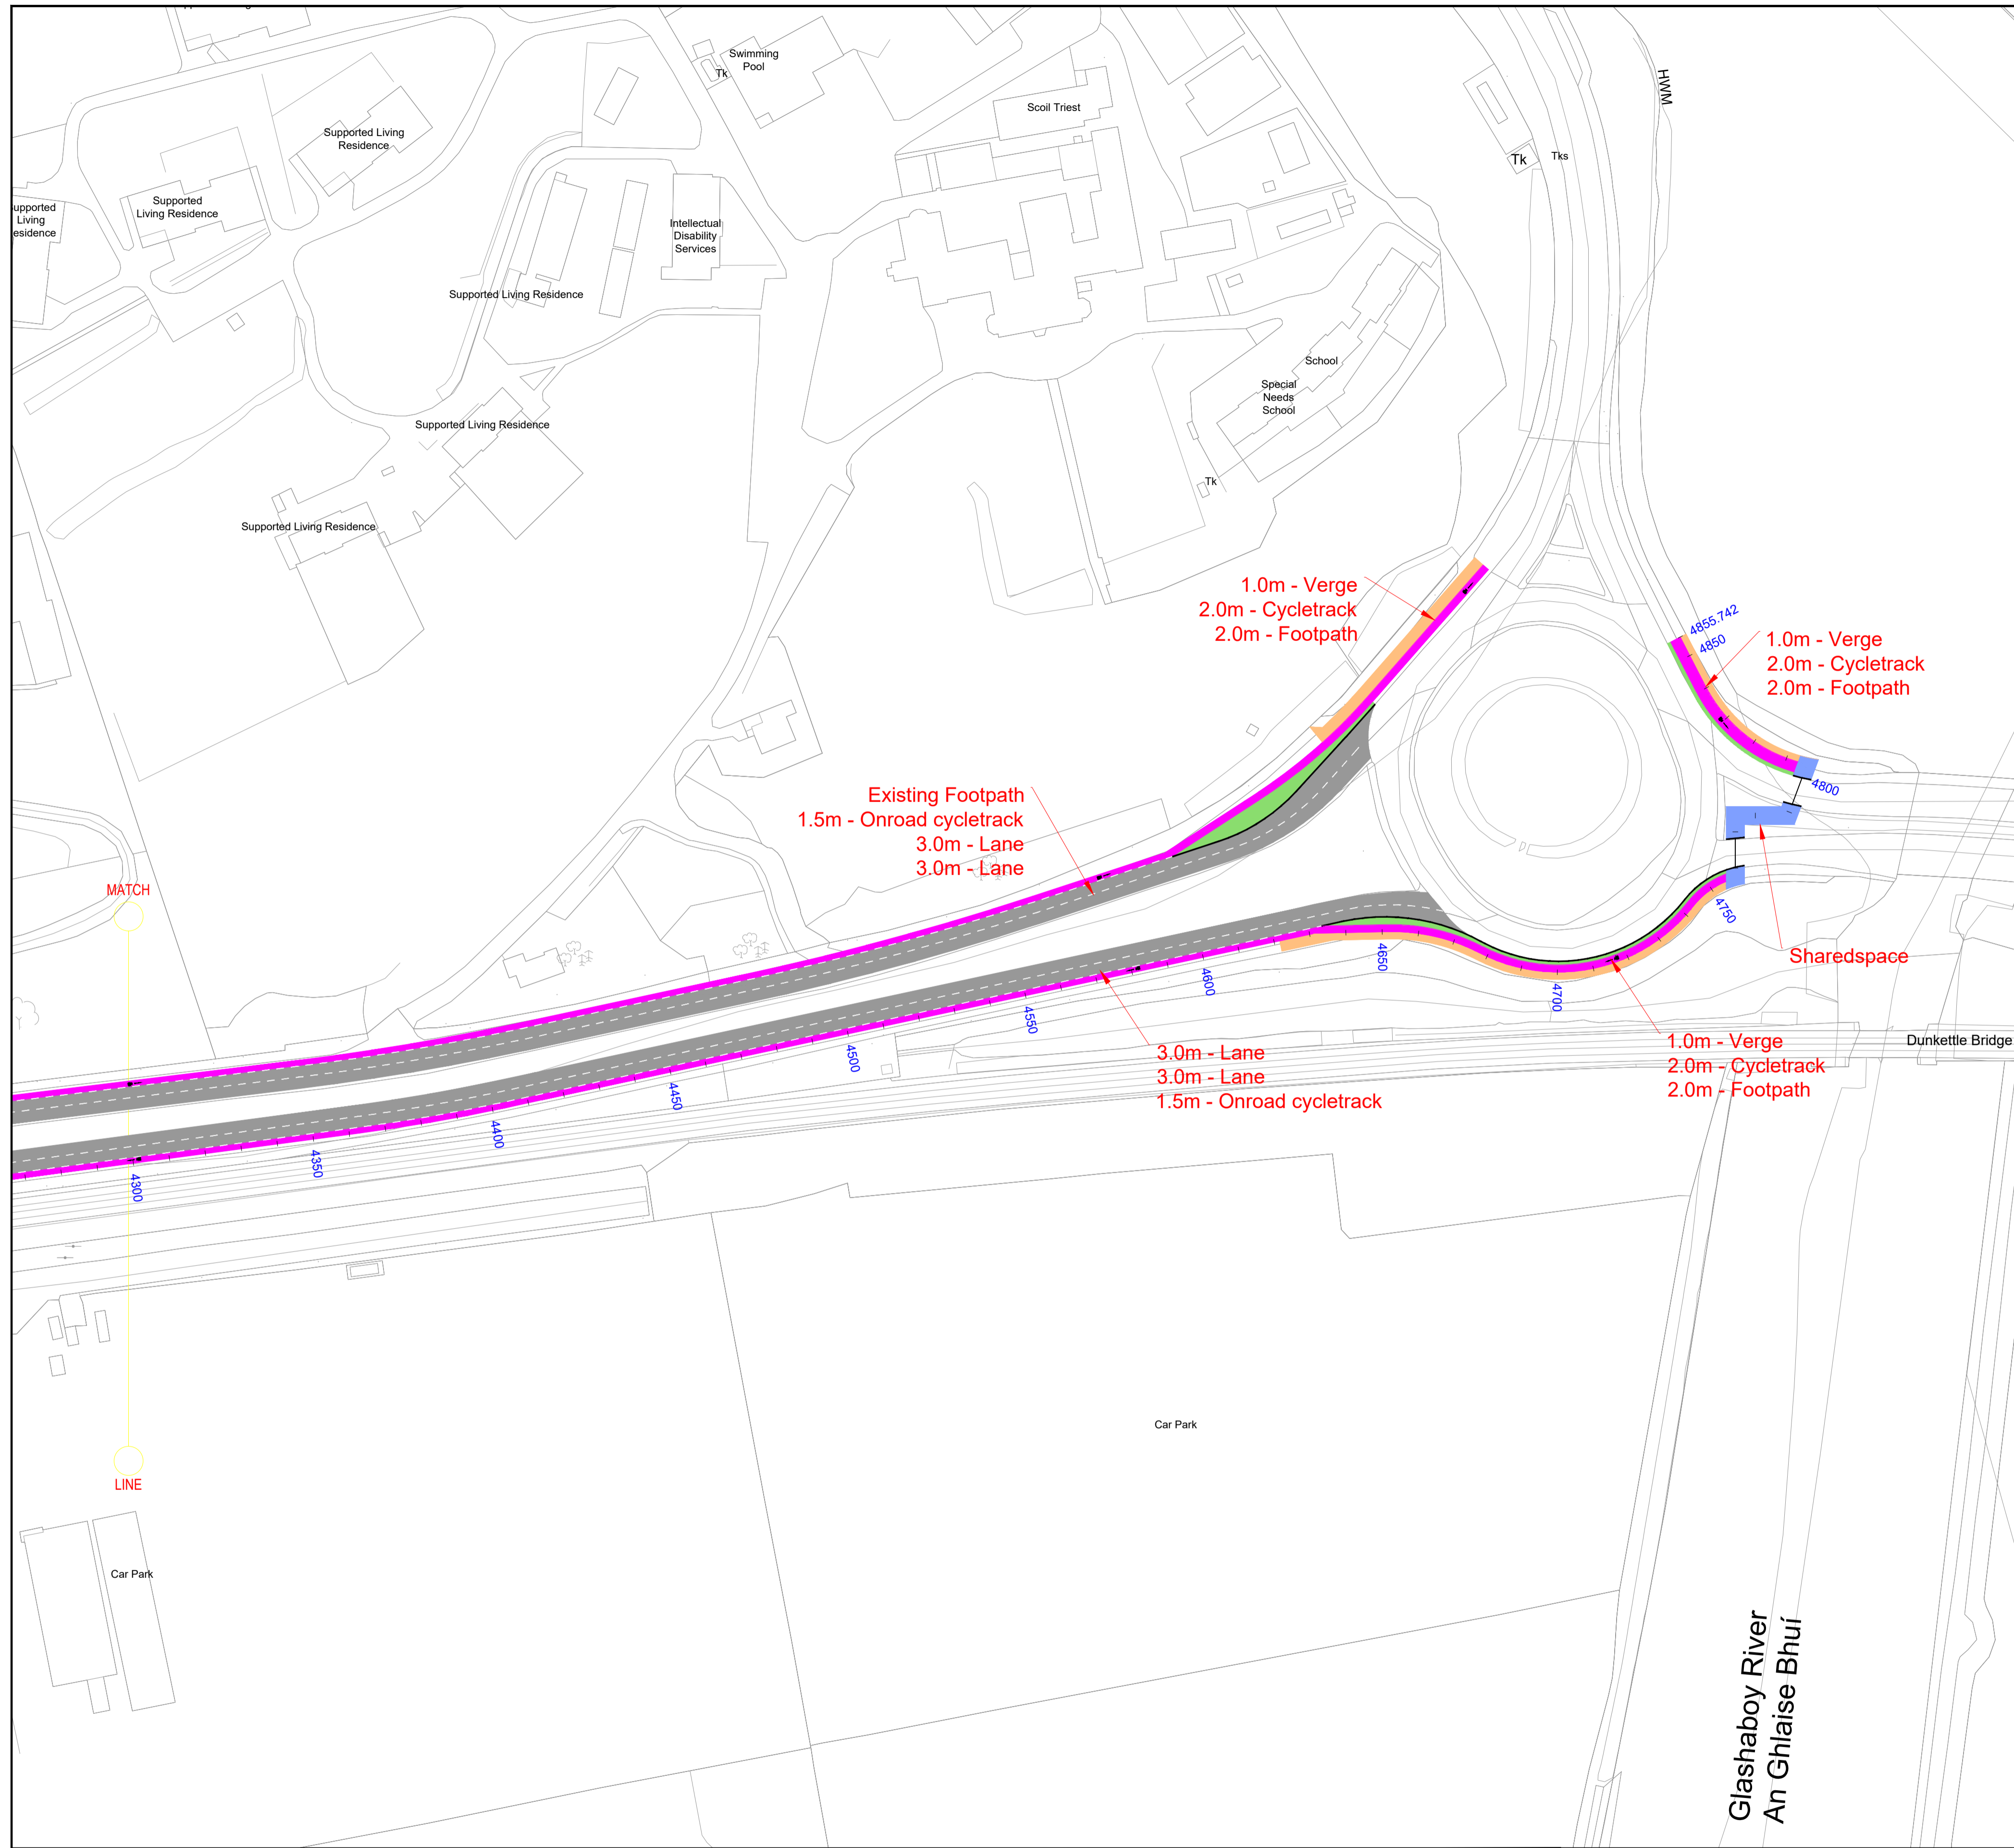 Swimming
Pool
Tk
Scoil Triest
HWM
Supported Living
Residence
Tk
Tks
Supported
Living Residence
Living
Intellectual
Disability
Services
Supported Living Residence
School
Special
Needs
School
Supported Living Residence
Tk
Supported Living Residence
1.0m - Verge
2.0m - Cycletrack
2.0m - Footpath
4855.742
4850
1.0m - Verge
2.0m - Cycletrack
2.0m - Footpath
4800
Existing Footpath
1.5m - Onroad cycletrack
3.0m - Lane
3.0m - Lane
MATCH
4750
Sharedspace
4650
4600
4700
4550
4500
3.0m - Lane
3.0m - Lane
1.5m - Onroad cycletrack
1.0m - Verge
2.0m - Cycletrack
2.0m - Footpath
Dunkettle Bridge
4450
4400
4350
4300
Car Park
LINE
Car Park
Glashaboy River
An Ghlaise Bhuí